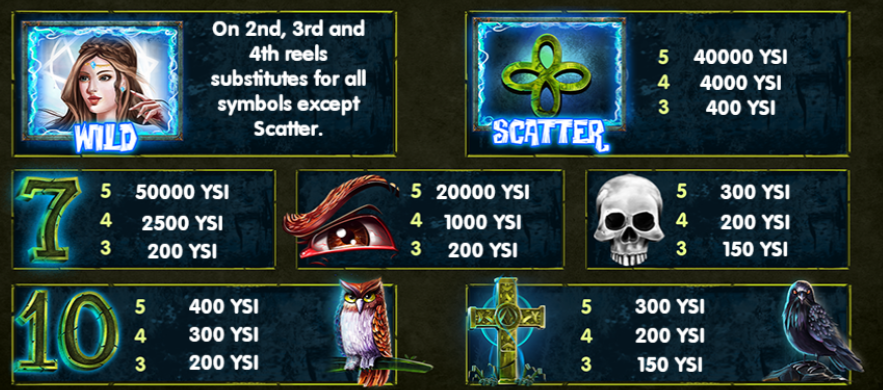 WILD
On 2nd, 3rd and
4th reels
substitutes for all
symbols except
Scatter.
SCATTER
5 40000 YSI
4 4000 YSI
3 400 YSI
7
5 50000 YSI
4 2500 YSI
3 200 YSI
5 20000 YSI
4 1000 YSI
3 200 YSI
5 300 YSI
4 200 YSI
3 150 YSI
10
5 400 YSI
4 300 YSI
3 200 YSI
5 300 YSI
4 200 YSI
3 150 YSI